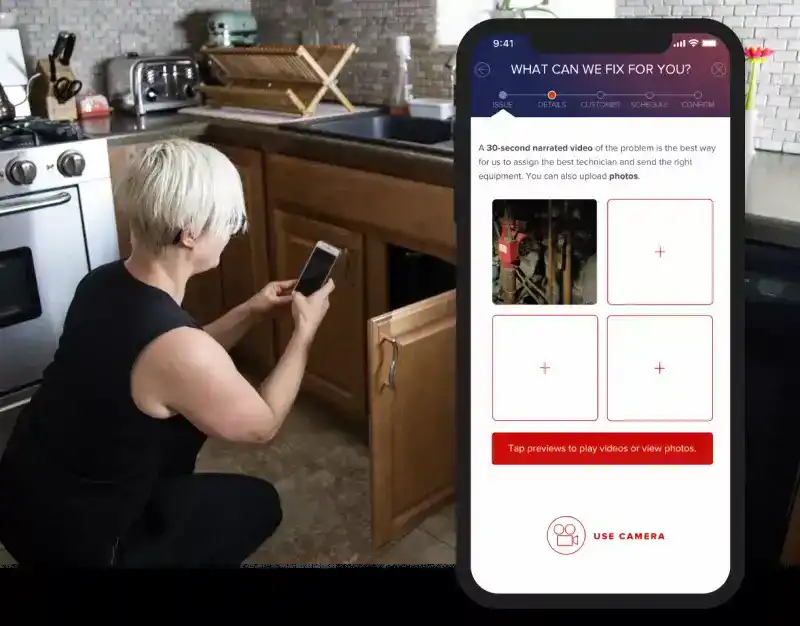 9:41
WHAT CAN WE FIX FOR YOU?
ISSUE DETAILS CUSTOMER SCHEDULE CONFIRM
A 30-second narrated video of the problem is the best way
for us to assign the best technician and send the right
equipment. You can also upload photos.
Tap previews to play videos or view photos.
USE CAMERA